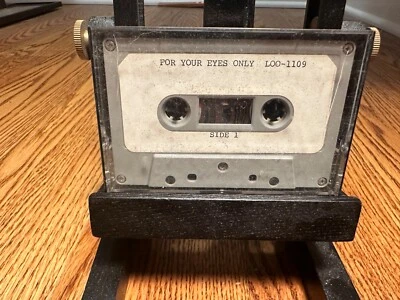 FOR YOUR EYES ONLY LOO-1109
SIDE 1